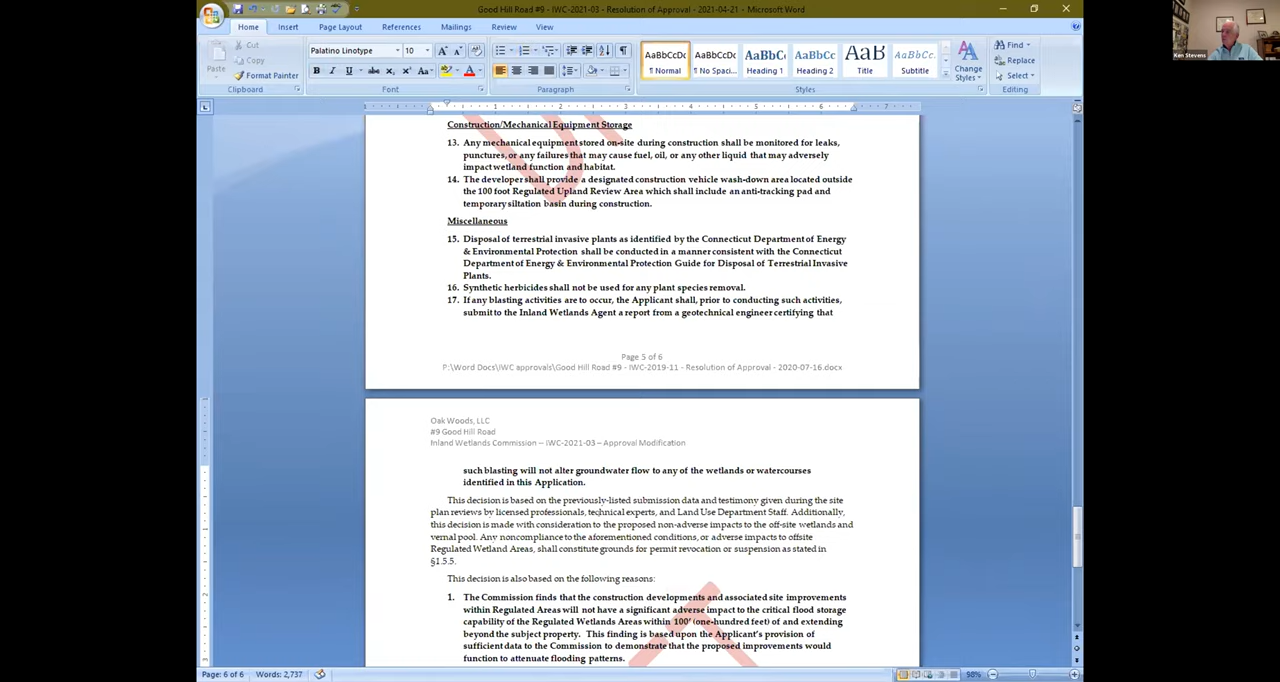 Good Hill Road #9 - IWC-2021-03 - Resolution of Approval - 2021-04-21 - Microsoft Word
Home Insert Page Layout References Mailings Review View
Paste
Cut
Copy
Format Painter
Clipboard
Palatino Linotype 10
Font
Paragraph
AaBbCcDc AaBbCcDc AaBbC AaBbCc AaB AaBbCc.
¶ Normal ¶ No Spaci... Heading 1 Heading 2 Title Subtitle
Styles
Change
Styles
Find
Replace
Select
Editing
Ken Stevens
Construction/Mechanical Equipment Storage
13. Any mechanical equipment stored on-site during construction shall be monitored for leaks,
punctures, or any failures that may cause fuel, oil, or any other liquid that may adversely
impact wetland function and habitat.
14. The developer shall provide a designated construction vehicle wash-down area located outside
the 100 foot Regulated Upland Review Area which shall include an anti-tracking pad and
temporary siltation basin during construction.
Miscellaneous
15. Disposal of terrestrial invasive plants as identified by the Connecticut Department of Energy
& Environmental Protection shall be conducted in a manner consistent with the Connecticut
Department of Energy & Environmental Protection Guide for Disposal of Terrestrial Invasive
Plants.
16. Synthetic herbicides shall not be used for any plant species removal.
17. If any blasting activities are to occur, the Applicant shall, prior to conducting such activities,
submit to the Inland Wetlands Agent a report from a geotechnical engineer certifying that
Page 5 of 6
P:\Word Docs\IWC approvals\Good Hill Road #9 - IWC-2019-11 - Resolution of Approval - 2020-07-16.docx
Oak Woods, LLC
#9 Good Hill Road
Inland Wetlands Commission – IWC-2021-03 – Approval Modification
such blasting will not alter groundwater flow to any of the wetlands or watercourses
identified in this Application.
This decision is based on the previously-listed submission data and testimony given during the site
plan reviews by licensed professionals, technical experts, and Land Use Department Staff. Additionally,
this decision is made with consideration to the proposed non-adverse impacts to the off-site wetlands and
vernal pool. Any noncompliance to the aforementioned conditions, or adverse impacts to offsite
Regulated Wetland Areas, shall constitute grounds for permit revocation or suspension as stated in
§1.5.5.
This decision is also based on the following reasons:
1. The Commission finds that the construction developments and associated site improvements
within Regulated Areas will not have a significant adverse impact to the critical flood storage
capability of the Regulated Wetlands Areas within 100' (one-hundred feet) of and extending
beyond the subject property. This finding is based upon the Applicant's provision of
sufficient data to the Commission to demonstrate that the proposed improvements would
function to attenuate flooding patterns.
Page: 6 of 6 Words: 2,737 98%